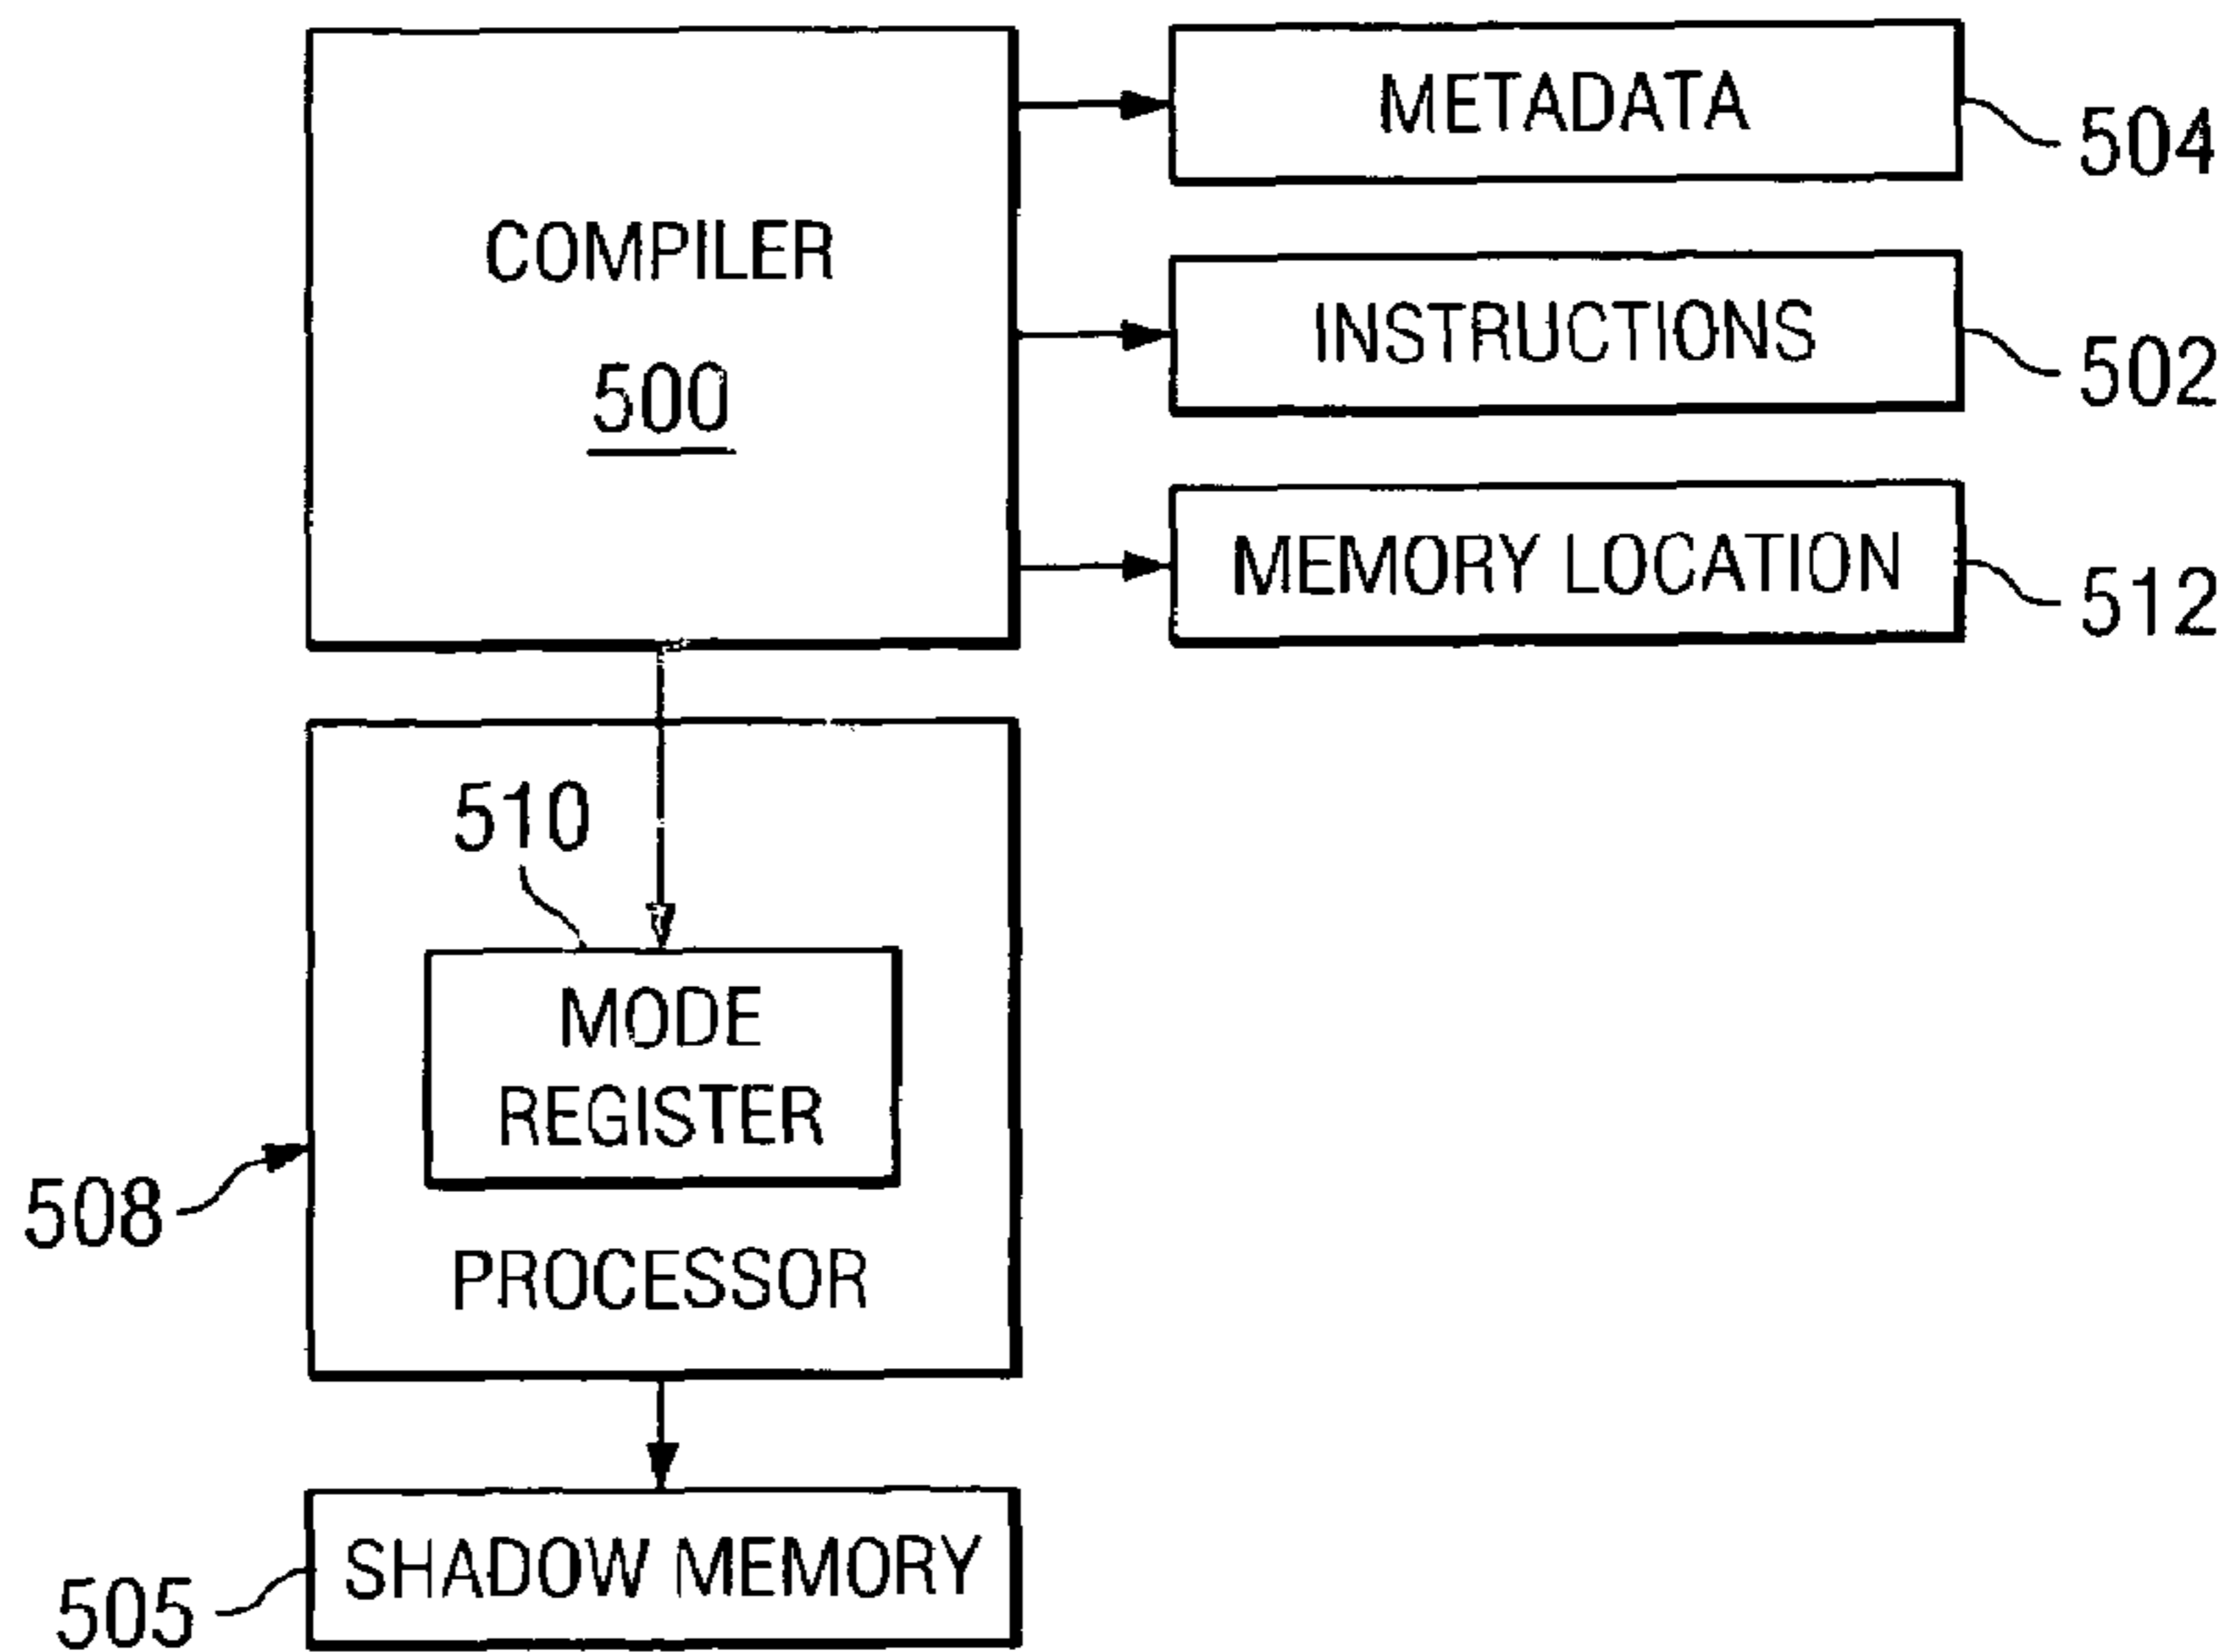 COMPILER
500
METADATA
504
INSTRUCTIONS
502
MEMORY LOCATION
512
510
MODE
REGISTER
508
PROCESSOR
SHADOW MEMORY
505